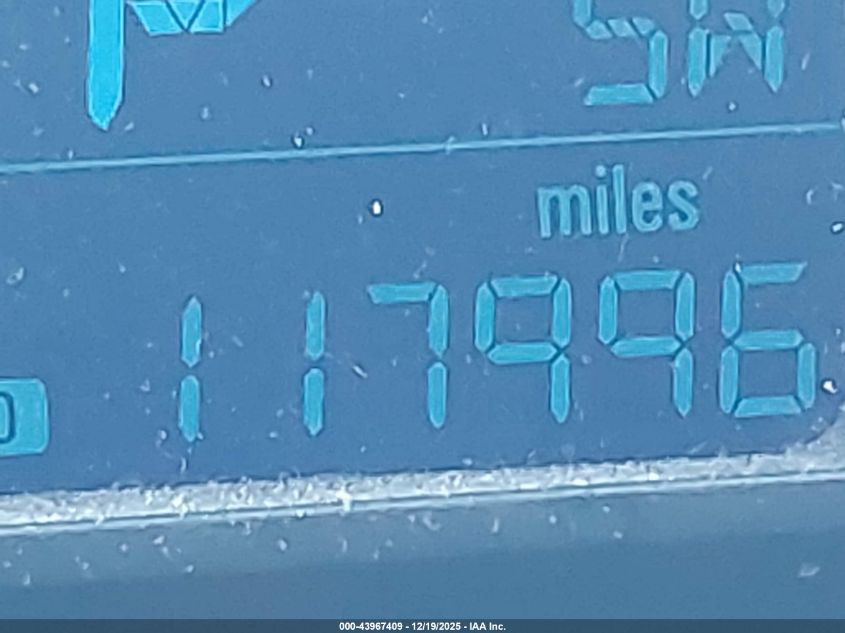 P SW
miles
117996
000-43967409 - 12/19/2025 - IAA Inc.